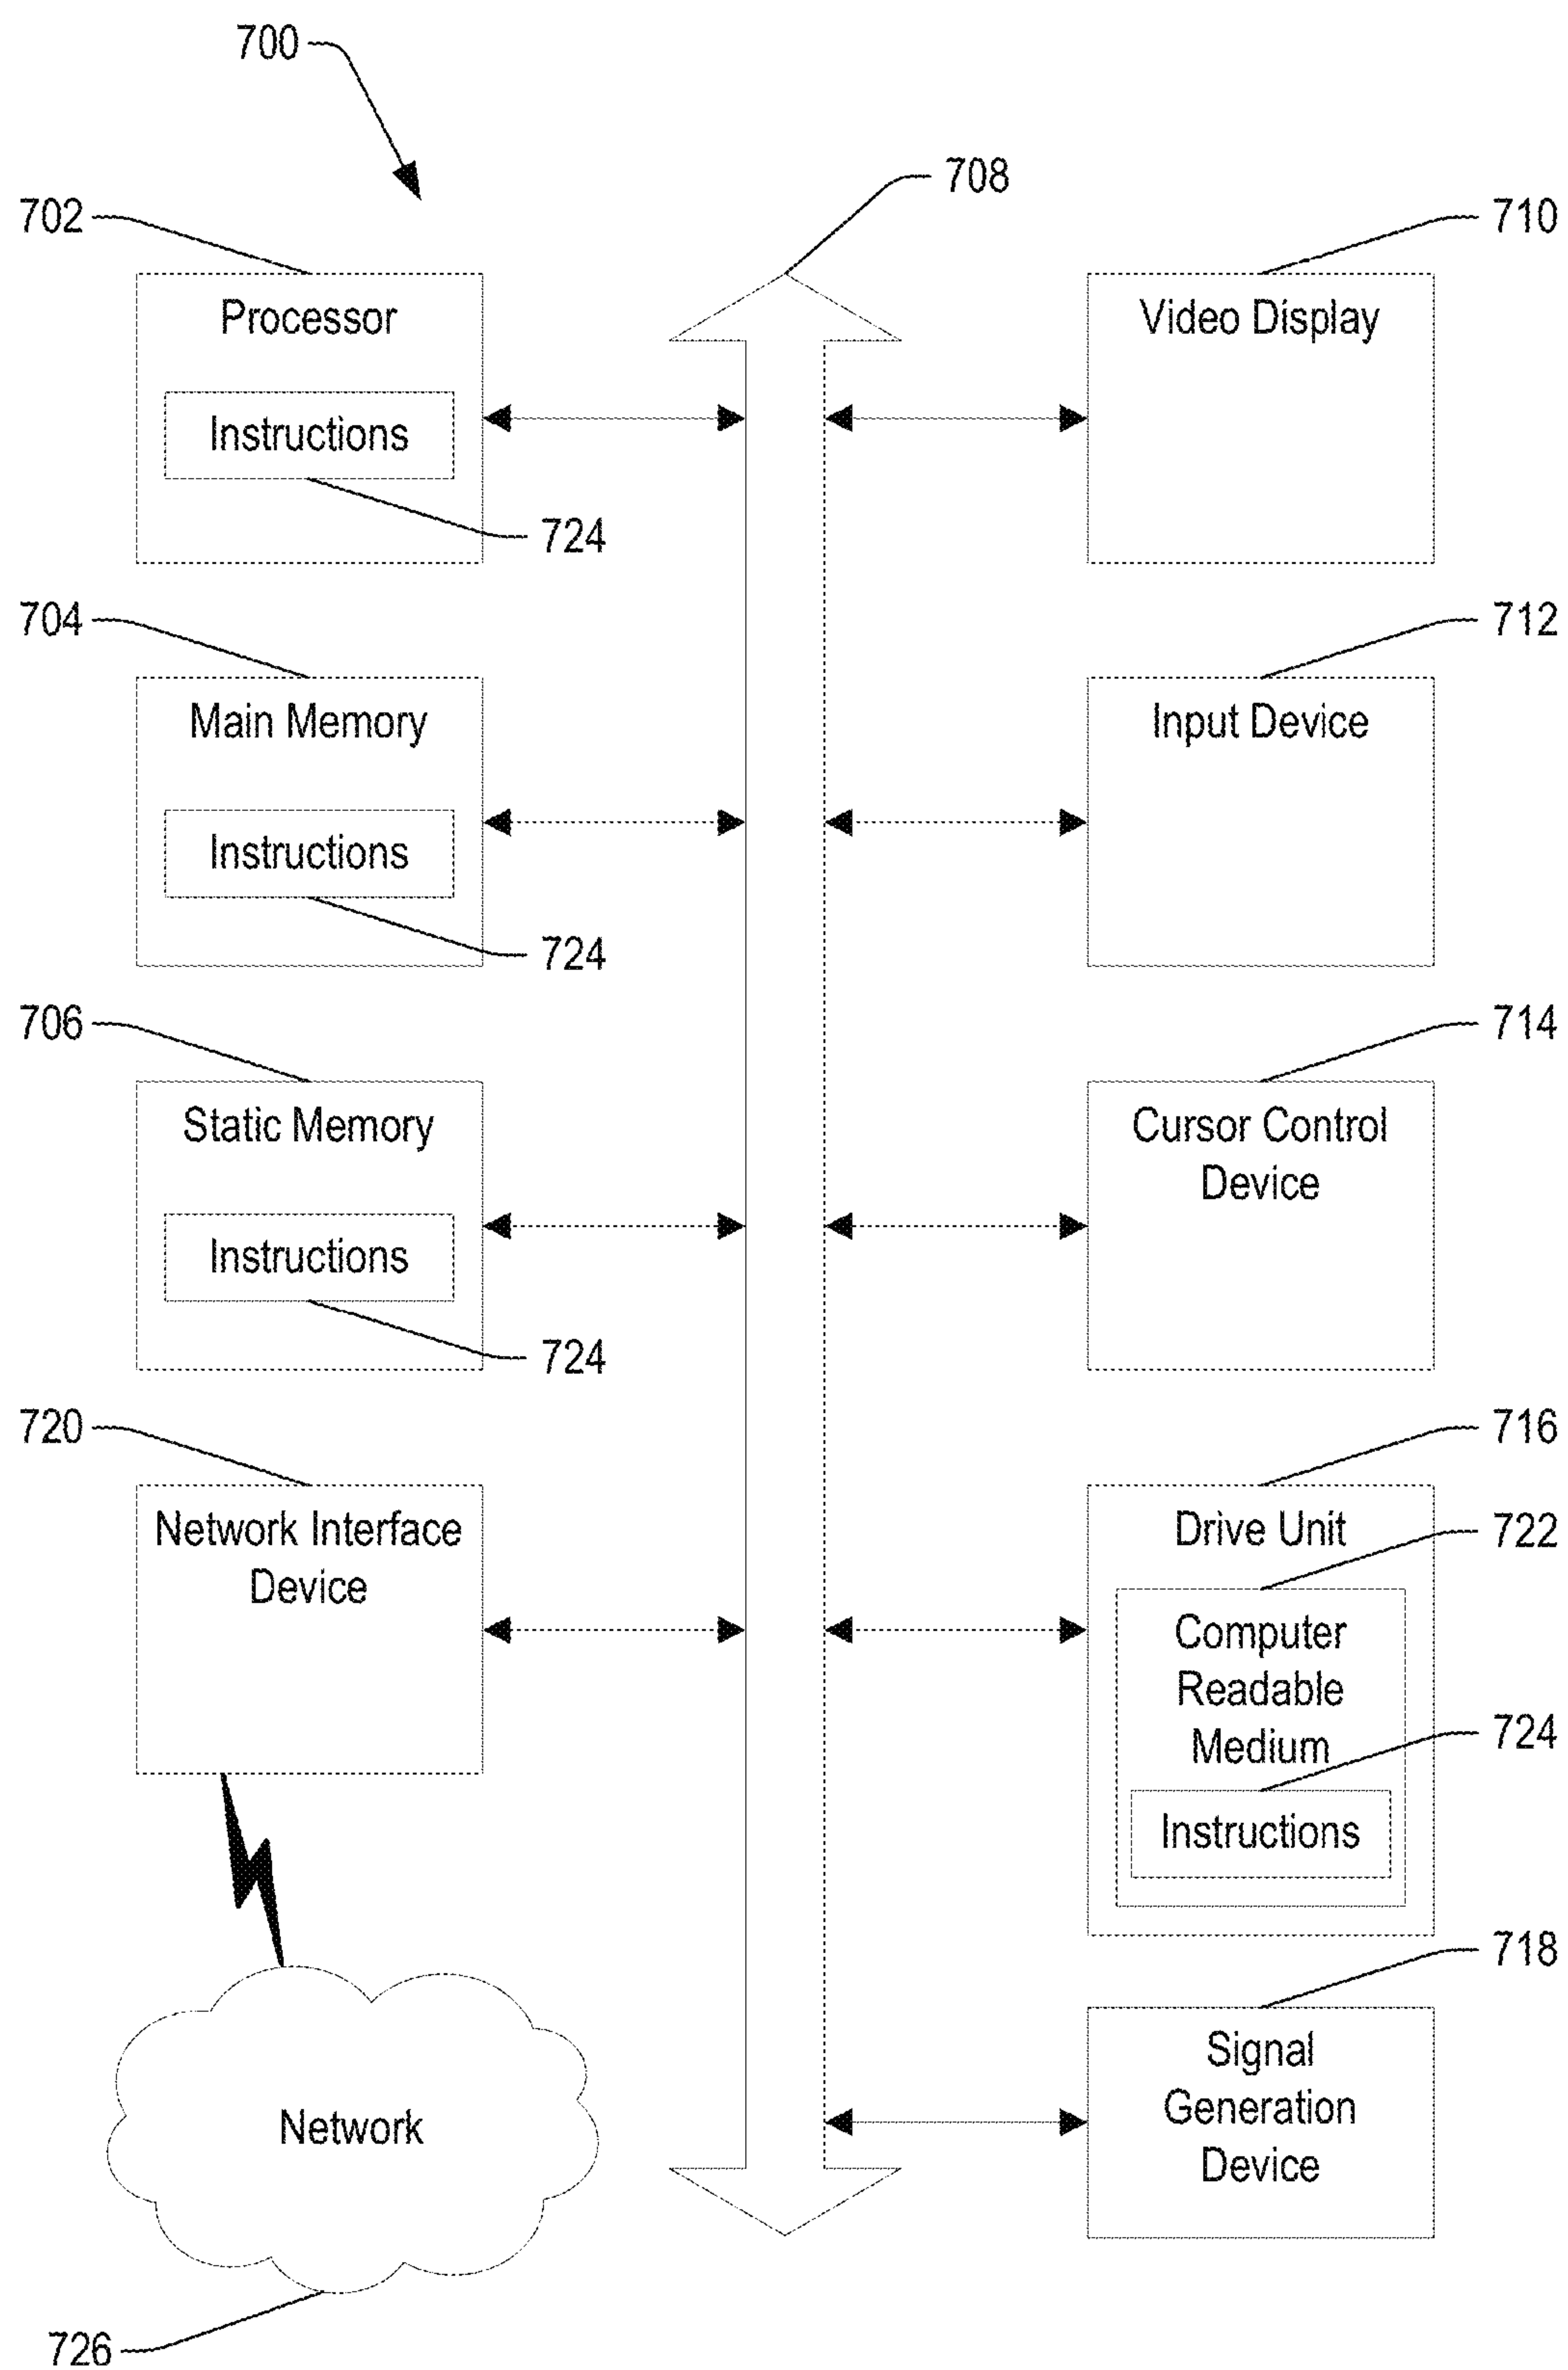 700
708
702
Processor
Instructions
724
710
Video Display
704
Main Memory
Instructions
724
712
Input Device
706
Static Memory
Instructions
724
714
Cursor Control
Device
720
Network Interface
Device
716
Drive Unit
722
Computer
Readable
Medium
724
Instructions
718
Signal
Generation
Device
Network
726